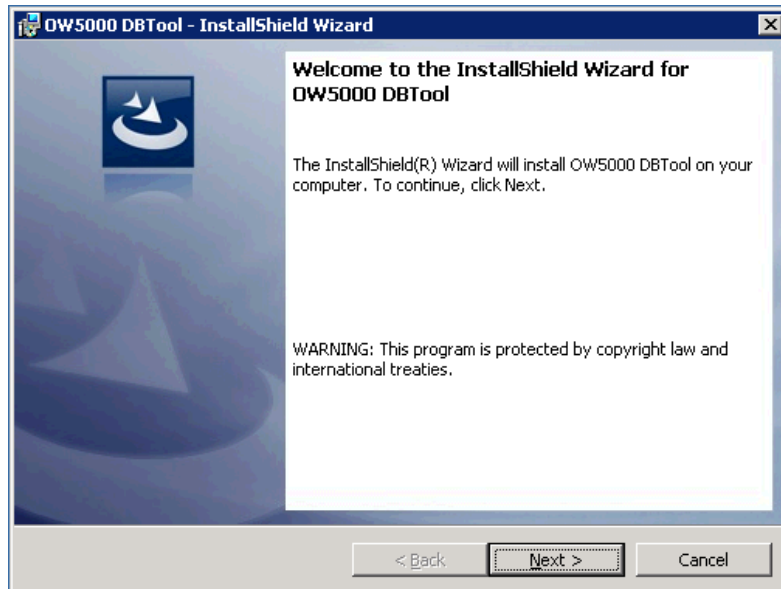 OW5000 DBTool - InstallShield Wizard
Welcome to the InstallShield Wizard for
OW5000 DBTool
The InstallShield(R) Wizard will install OW5000 DBTool on your
computer. To continue, click Next.
WARNING: This program is protected by copyright law and
international treaties.
< Back
Next >
Cancel